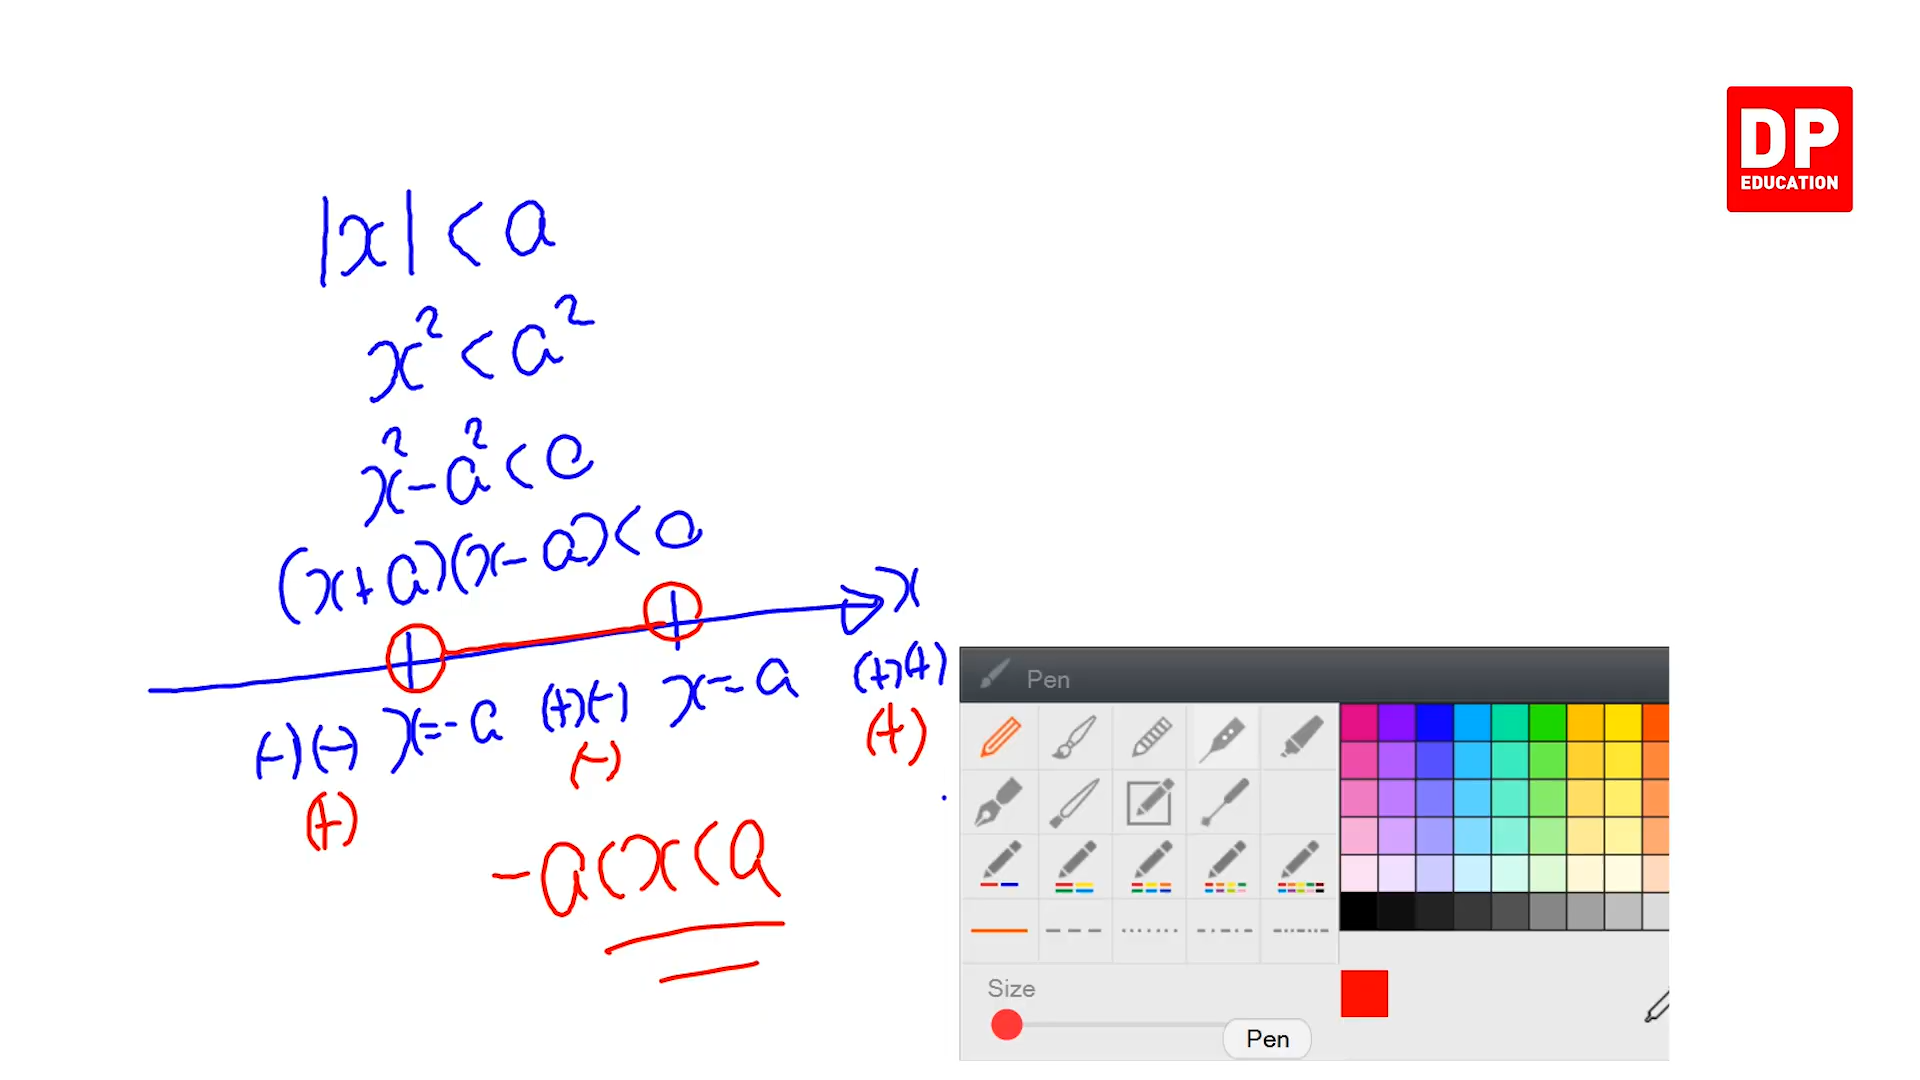 DP
EDUCATION
|x| < a
x² < a²
x² - a² < 0
(x+a)(x-a) < 0
x
(-)(-) x=-a (+)(-) x=a (+)(+)
(+) (-) (+)
-a<x<a
Pen
Size
Pen